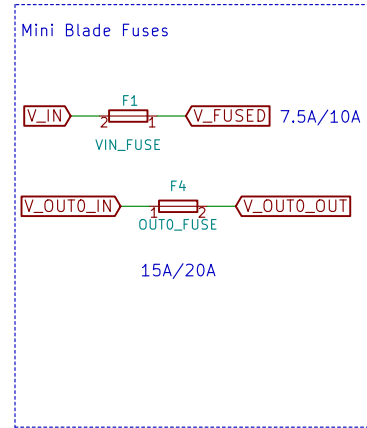 Mini Blade Fuses
F1
V_IN 2 1 V_FUSED 7.5A/10A
VIN_FUSE
F4
V_OUT0_IN 1 2 V_OUT0_OUT
OUT0_FUSE
15A/20A